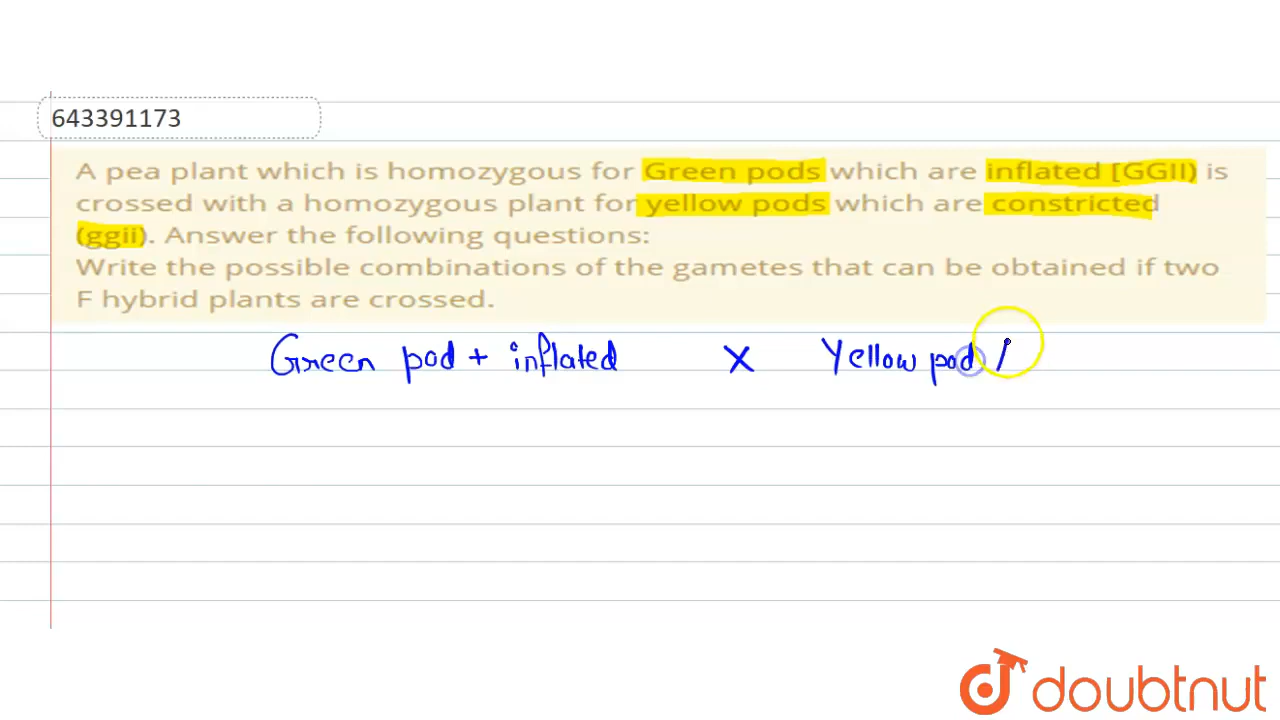 643391173
A pea plant which is homozygous for Green pods which are inflated [GGII) is
crossed with a homozygous plant for yellow pods which are constricted
(ggii). Answer the following questions:
Write the possible combinations of the gametes that can be obtained if two
F hybrid plants are crossed.
Green pod + inflated X Yellow pod /
doubtnut